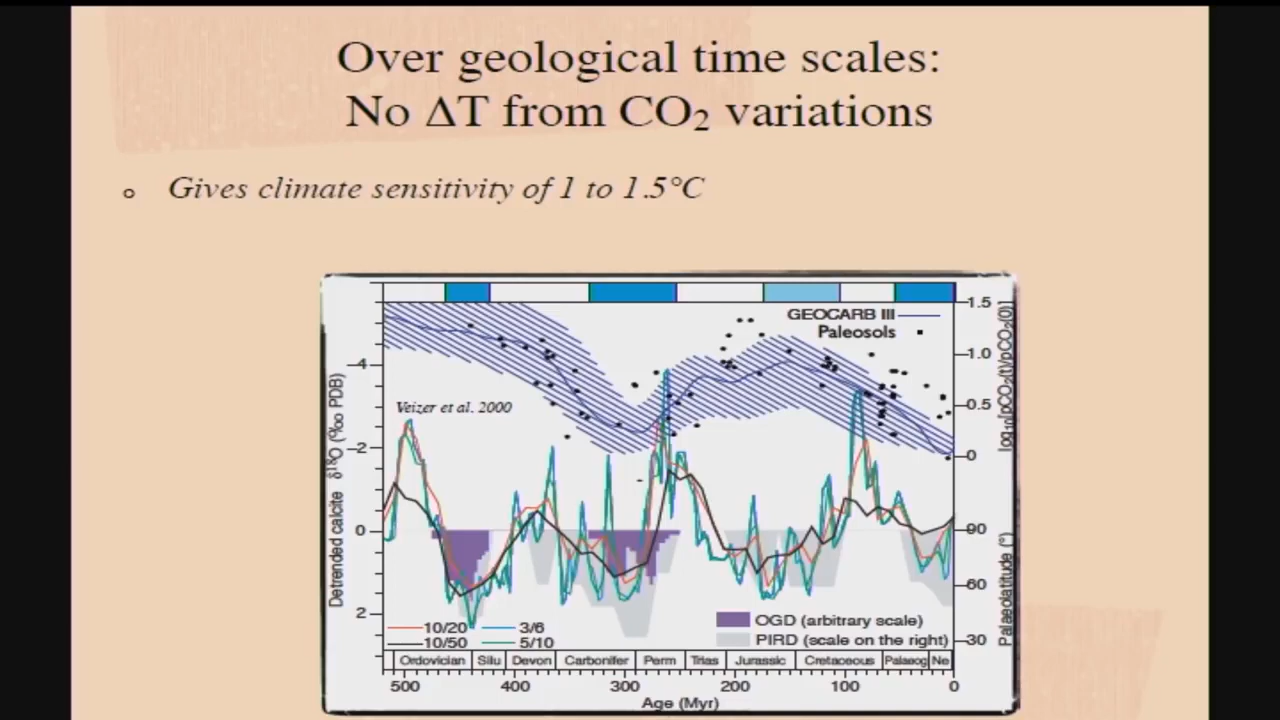 Over geological time scales:
No ΔT from CO₂ variations
Gives climate sensitivity of 1 to 1.5°C
GEOCARB III
Paleosols
Veizer et al. 2000
Detrended calcite δ¹⁸O (‰ PDB)
-4
-2
0
2
1.5
1.0
0.5
0
log₁₀(pCO₂(t)/pCO₂(0))
90
60
30
Palaeolatitude (°)
10/20
3/6
10/50
5/10
OGD (arbitrary scale)
PIRD (scale on the right)
Ordovician Silu Devon Carbonifer Perm Trias Jurassic Cretaceous Palaeog Ne
500 400 300 200 100 0
Age (Myr)